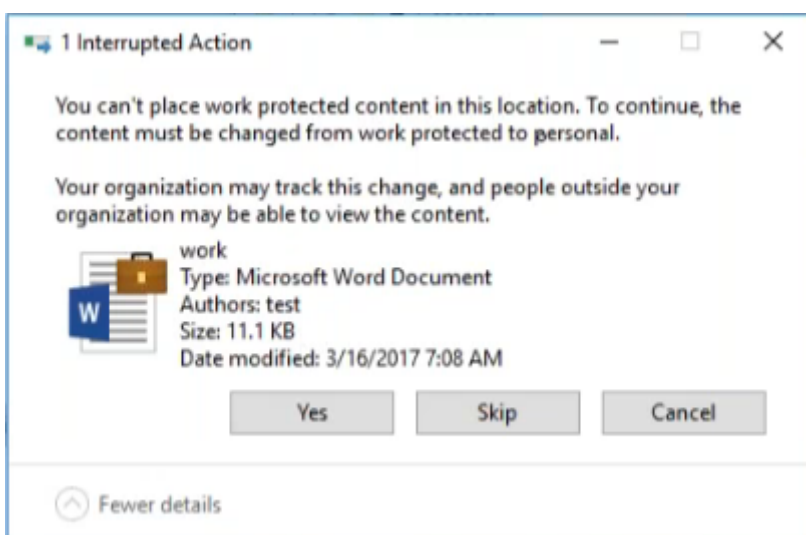 1 Interrupted Action
You can't place work protected content in this location. To continue, the
content must be changed from work protected to personal.
Your organization may track this change, and people outside your
organization may be able to view the content.
work
Type: Microsoft Word Document
W
Authors: test
Size: 11.1 KB
Date modified: 3/16/2017 7:08 AM
Yes Skip Cancel
Fewer details